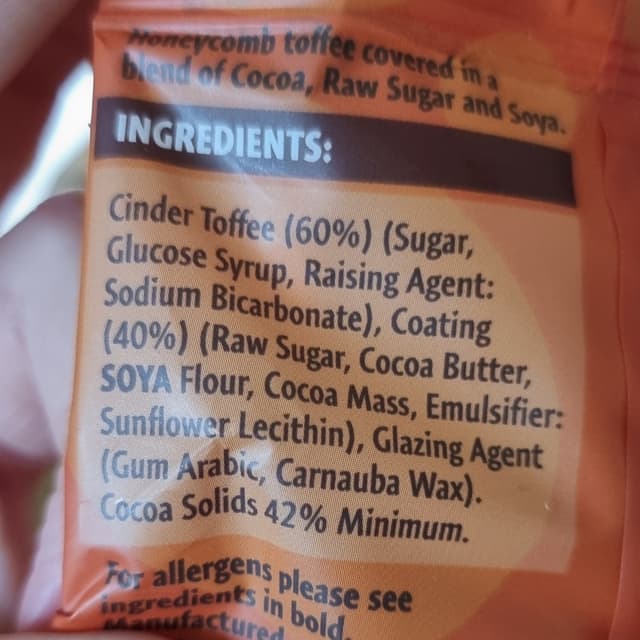 Honeycomb toffee covered in a
blend of Cocoa, Raw Sugar and Soya.
INGREDIENTS:
Cinder Toffee (60%) (Sugar,
Glucose Syrup, Raising Agent:
Sodium Bicarbonate), Coating
(40%) (Raw Sugar, Cocoa Butter,
SOYA Flour, Cocoa Mass, Emulsifier:
Sunflower Lecithin), Glazing Agent
(Gum Arabic, Carnauba Wax).
Cocoa Solids 42% Minimum.
For allergens please see
ingredients in bold.
Manufactured